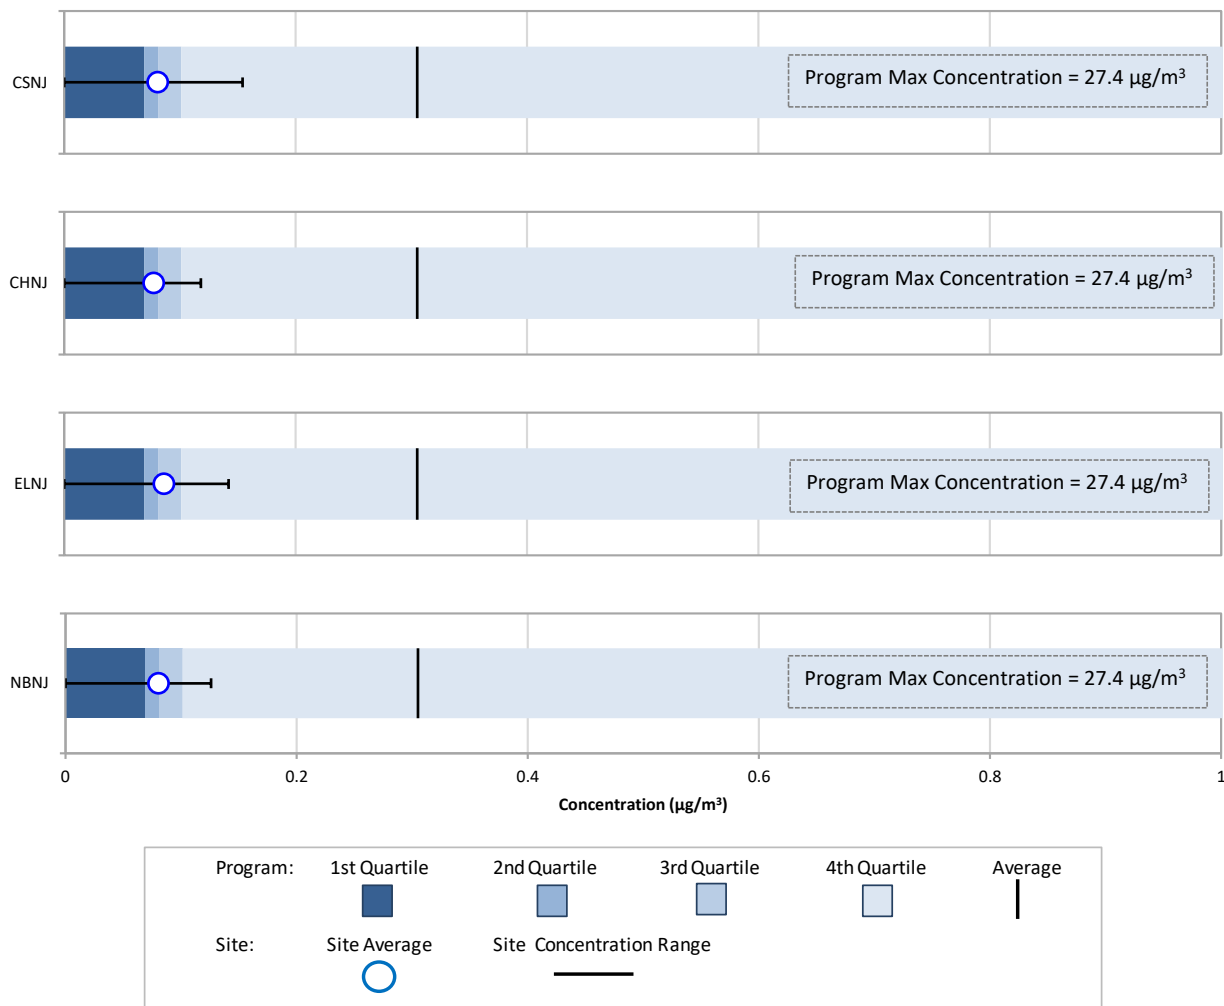 CSNJ
Program Max Concentration = 27.4 µg/m³
CHNJ
Program Max Concentration = 27.4 µg/m³
ELNJ
Program Max Concentration = 27.4 µg/m³
NBNJ
Program Max Concentration = 27.4 µg/m³
0 0.2 0.4 0.6 0.8 1
Concentration (µg/m³)
Program: 1st Quartile 2nd Quartile 3rd Quartile 4th Quartile Average
Site: Site Average Site Concentration Range